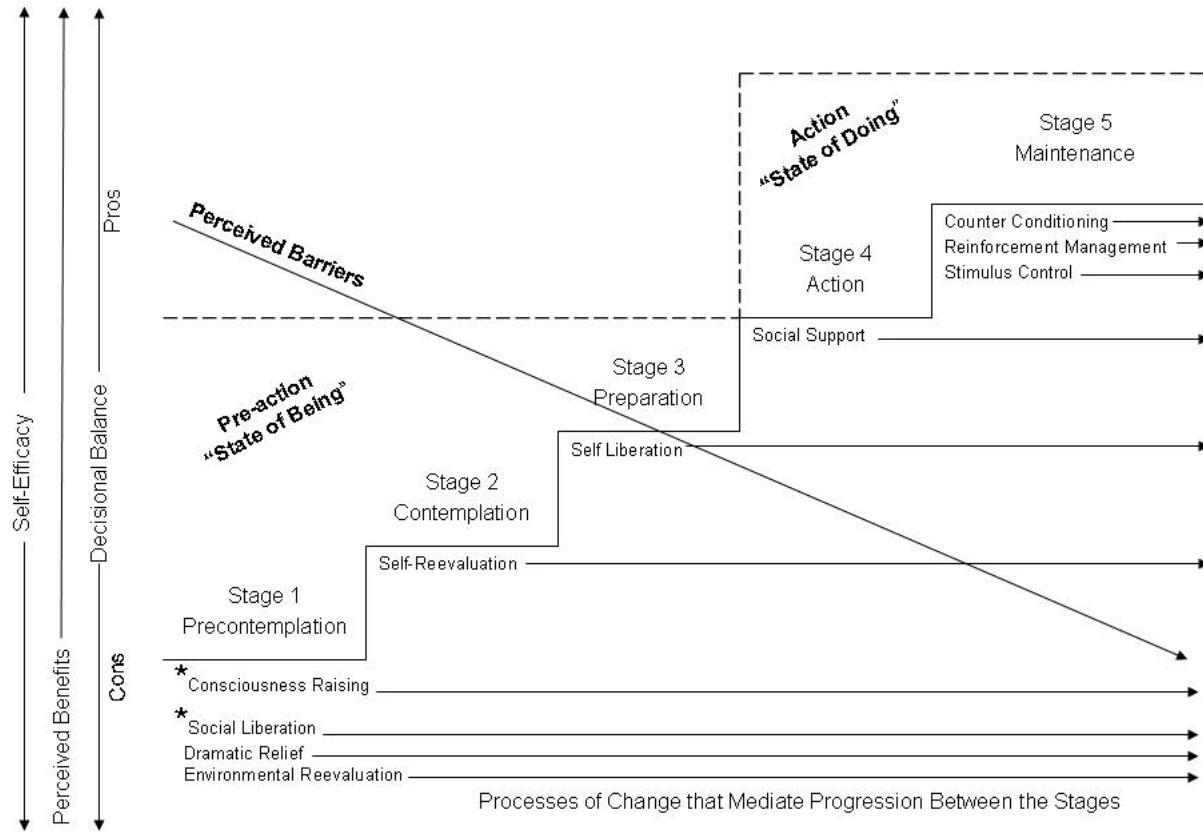 Self-Efficacy
Perceived Benefits
Decisional Balance
Pros
Cons
Perceived Barriers
Pre-action
“State of Being”
Action
“State of Doing”
Stage 5
Maintenance
Counter Conditioning
Reinforcement Management
Stimulus Control
Stage 4
Action
Social Support
Stage 3
Preparation
Self Liberation
Stage 2
Contemplation
Self-Reevaluation
Stage 1
Precontemplation
*Consciousness Raising
*Social Liberation
Dramatic Relief
Environmental Reevaluation
Processes of Change that Mediate Progression Between the Stages